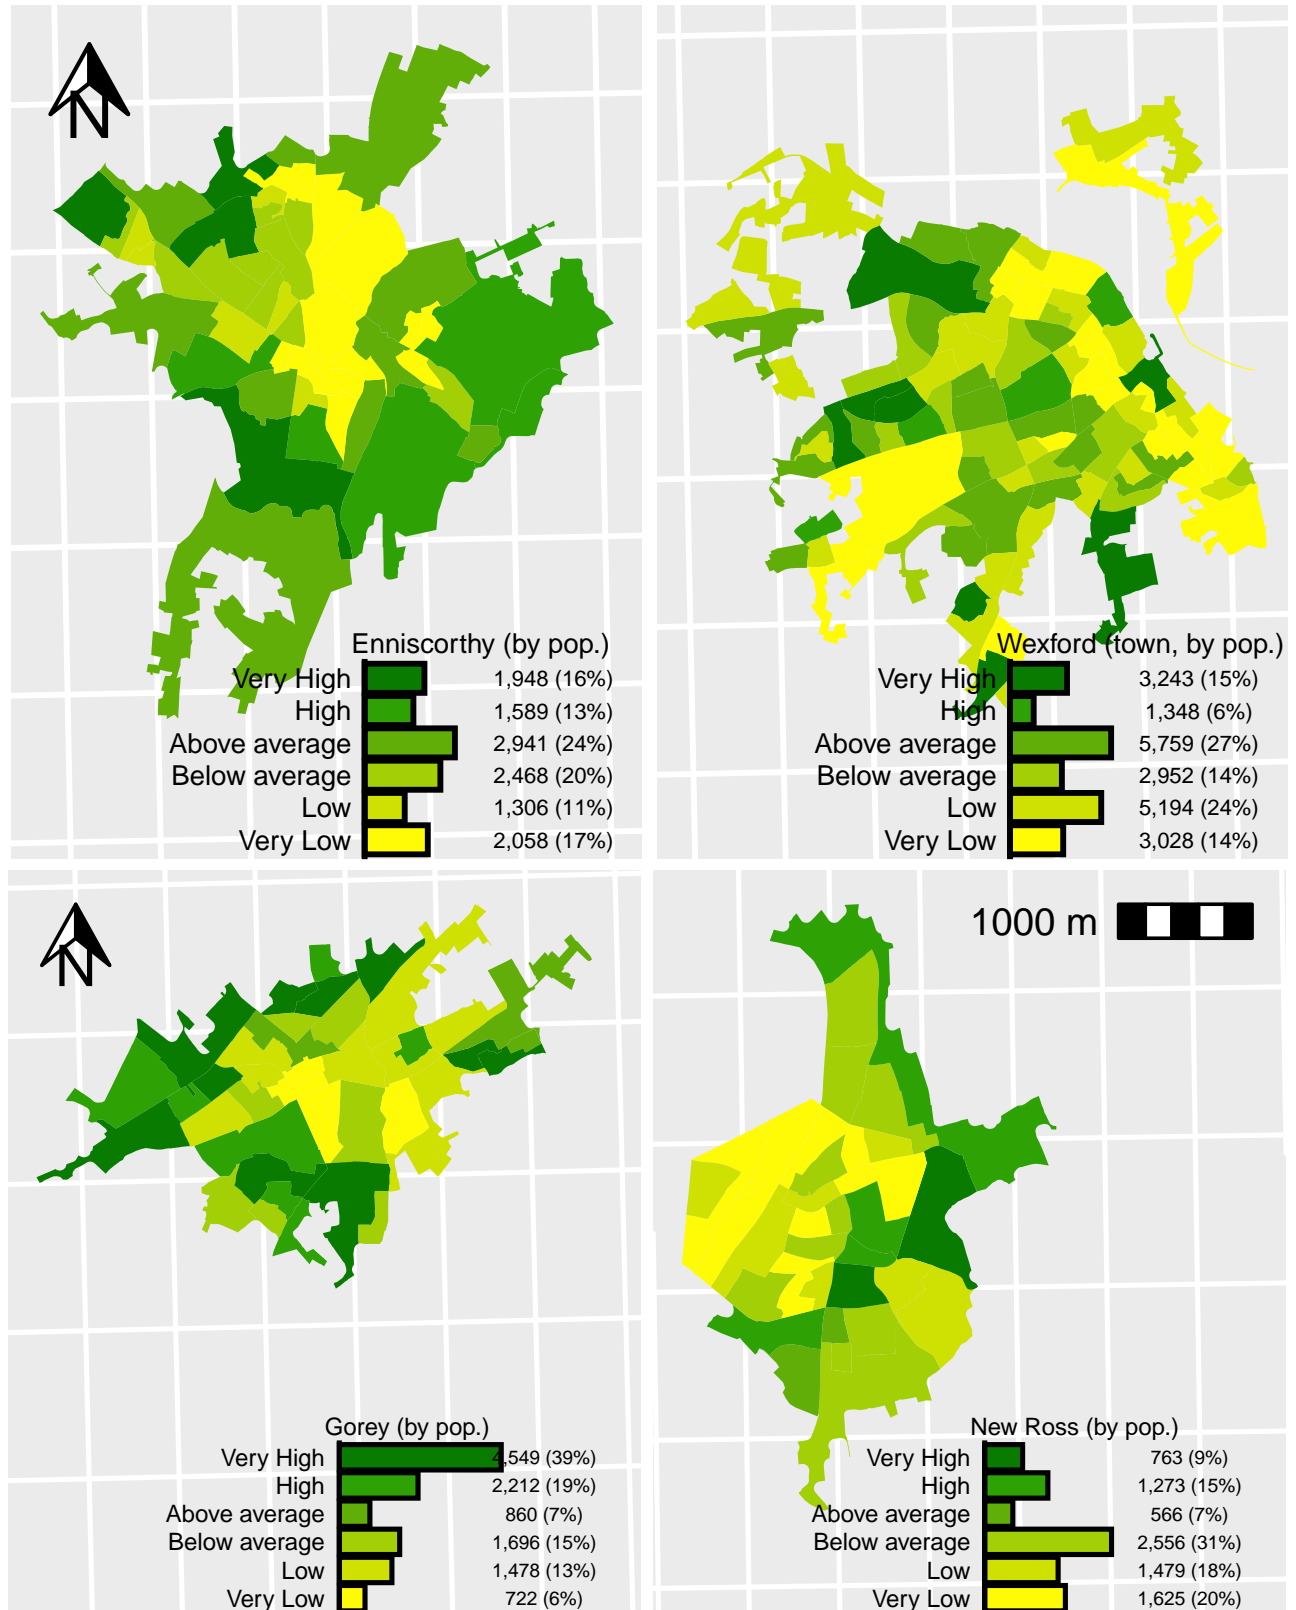 N
Enniscorthy (by pop.)
Very High 1,948 (16%)
High 1,589 (13%)
Above average 2,941 (24%)
Below average 2,468 (20%)
Low 1,306 (11%)
Very Low 2,058 (17%)
Wexford (town, by pop.)
Very High 3,243 (15%)
High 1,348 (6%)
Above average 5,759 (27%)
Below average 2,952 (14%)
Low 5,194 (24%)
Very Low 3,028 (14%)
N
Gorey (by pop.)
Very High 4,549 (39%)
High 2,212 (19%)
Above average 860 (7%)
Below average 1,696 (15%)
Low 1,478 (13%)
Very Low 722 (6%)
1000 m
New Ross (by pop.)
Very High 763 (9%)
High 1,273 (15%)
Above average 566 (7%)
Below average 2,556 (31%)
Low 1,479 (18%)
Very Low 1,625 (20%)